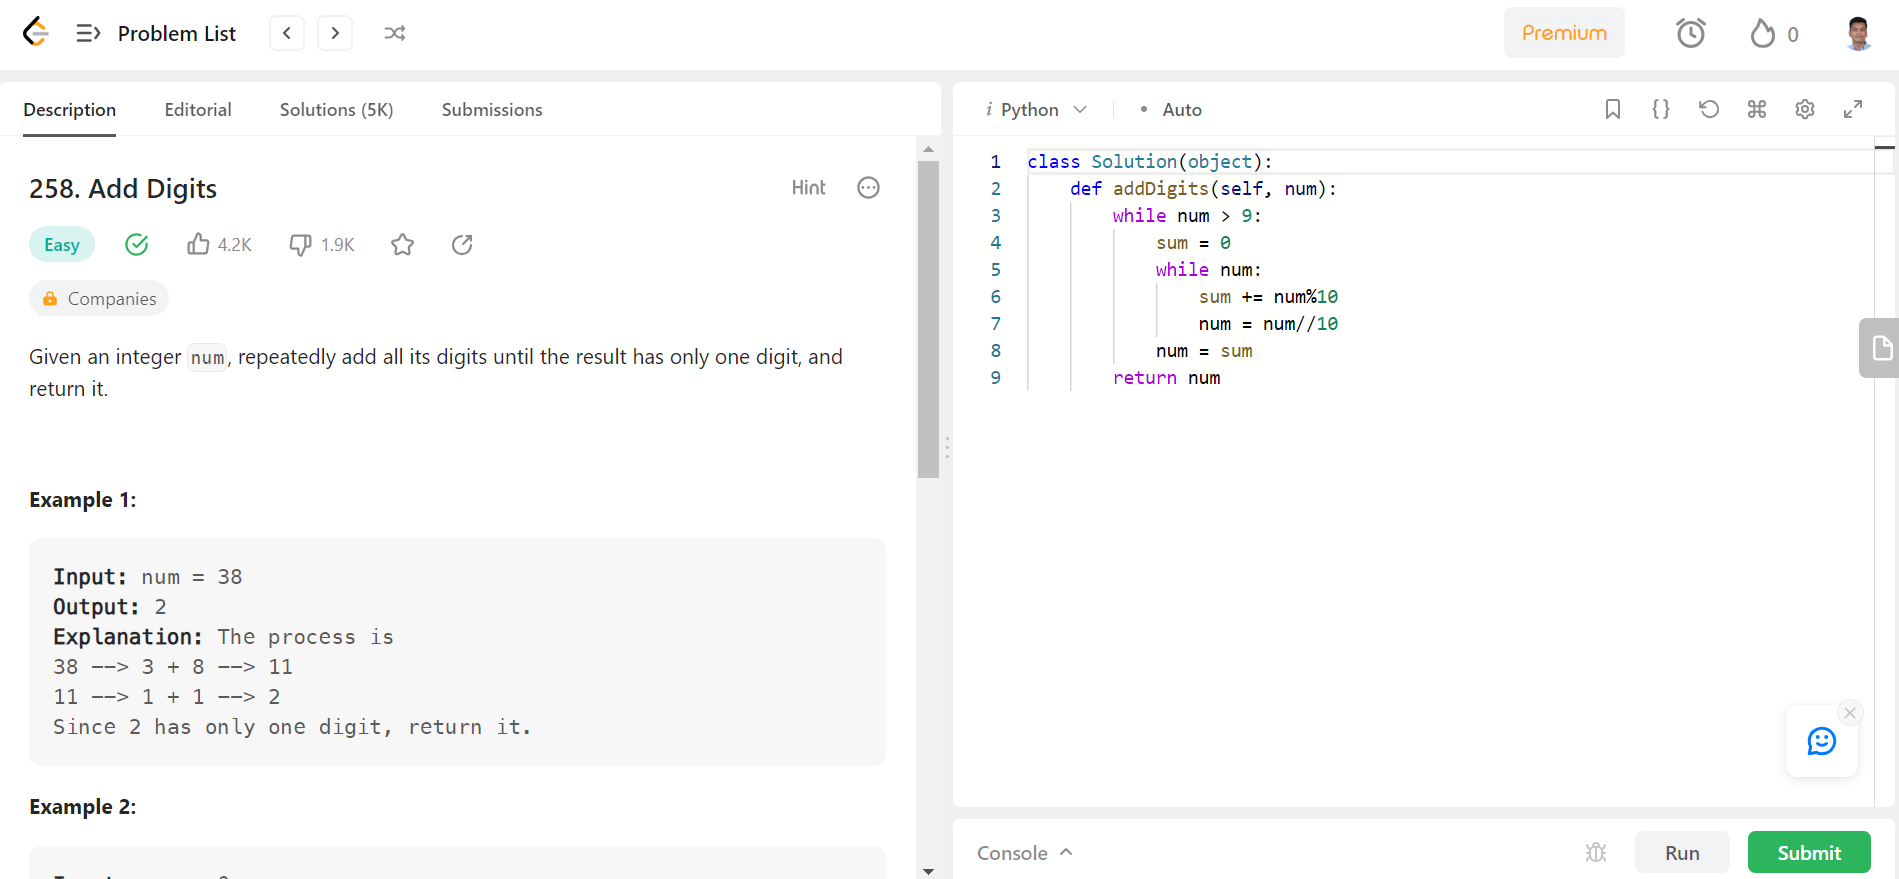 Problem List
Premium
0
Description Editorial Solutions (5K) Submissions
258. Add Digits
Hint
Easy
4.2K
1.9K
Companies
Given an integer num, repeatedly add all its digits until the result has only one digit, and
return it.
Example 1:
Input: num = 38
Output: 2
Explanation: The process is
38 --> 3 + 8 --> 11
11 --> 1 + 1 --> 2
Since 2 has only one digit, return it.
Example 2:
i Python • Auto
1 class Solution(object):
2     def addDigits(self, num):
3         while num > 9:
4             sum = 0
5             while num:
6                 sum += num%10
7                 num = num//10
8             num = sum
9         return num
Console
Run
Submit